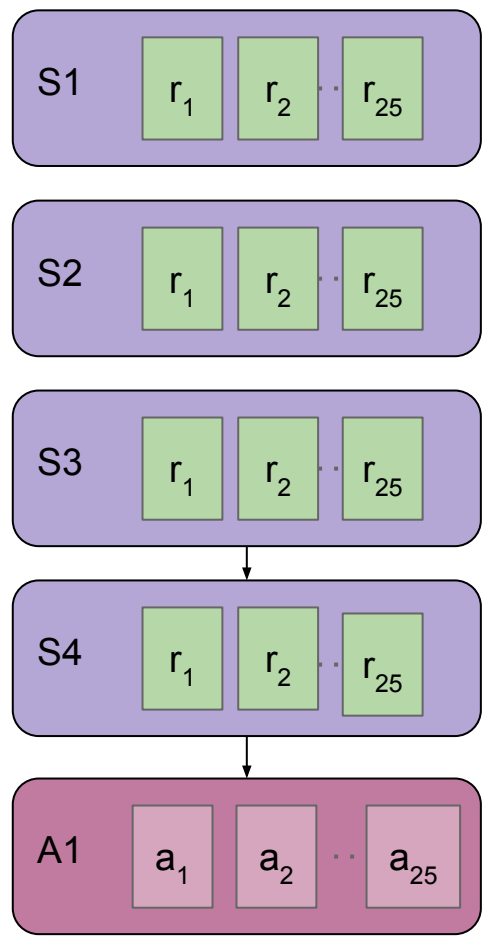 S1 r1 r2 .. r25
S2 r1 r2 .. r25
S3 r1 r2 .. r25
S4 r1 r2 .. r25
A1 a1 a2 .. a25